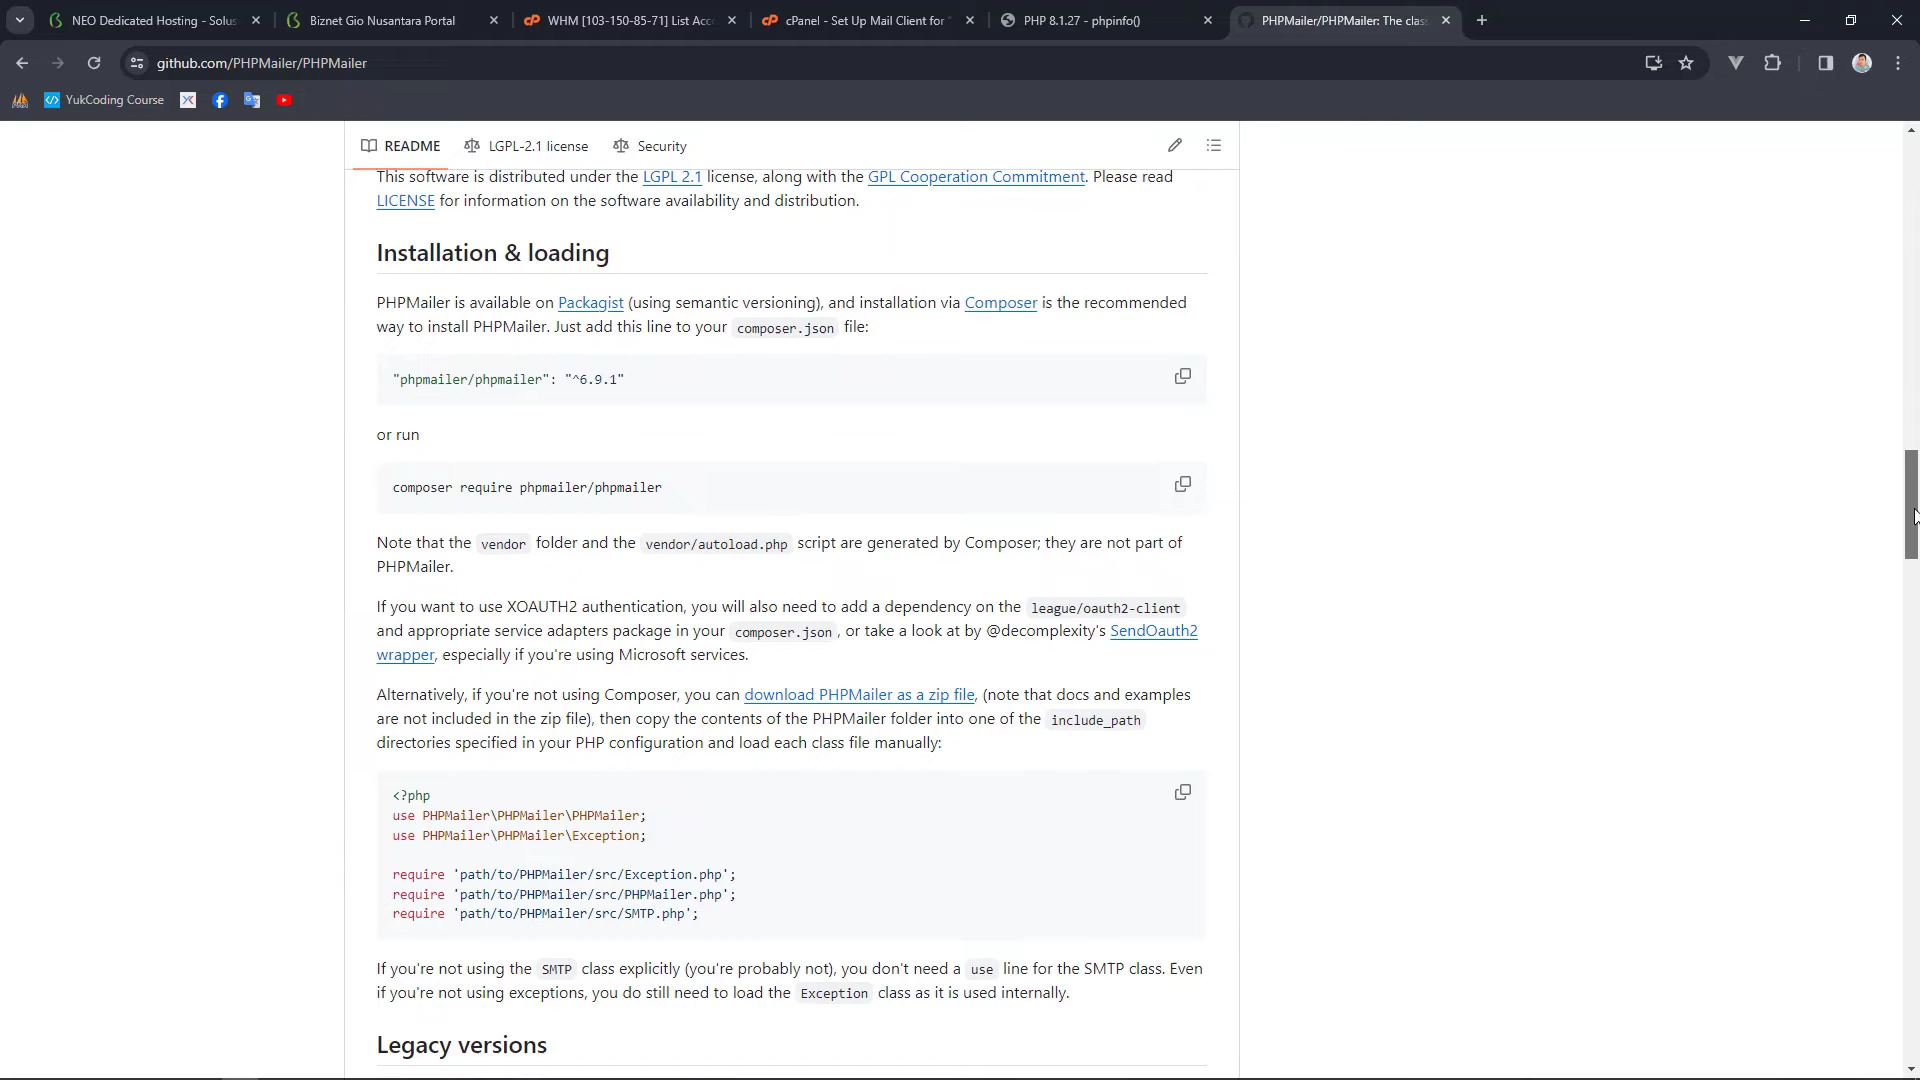 NEO Dedicated Hosting - Solus
Biznet Gio Nusantara Portal
WHM [103-150-85-71] List Acc
cPanel - Set Up Mail Client for "
PHP 8.1.27 - phpinfo()
PHPMailer/PHPMailer: The clas
github.com/PHPMailer/PHPMailer
YukCoding Course
README
LGPL-2.1 license
Security
This software is distributed under the LGPL 2.1 license, along with the GPL Cooperation Commitment. Please read
LICENSE for information on the software availability and distribution.
Installation & loading
PHPMailer is available on Packagist (using semantic versioning), and installation via Composer is the recommended
way to install PHPMailer. Just add this line to your composer.json file:
"phpmailer/phpmailer": "^6.9.1"
or run
composer require phpmailer/phpmailer
Note that the vendor folder and the vendor/autoload.php script are generated by Composer; they are not part of
PHPMailer.
If you want to use XOAUTH2 authentication, you will also need to add a dependency on the league/oauth2-client
and appropriate service adapters package in your composer.json, or take a look at by @decomplexity's SendOauth2
wrapper, especially if you're using Microsoft services.
Alternatively, if you're not using Composer, you can download PHPMailer as a zip file, (note that docs and examples
are not included in the zip file), then copy the contents of the PHPMailer folder into one of the include_path
directories specified in your PHP configuration and load each class file manually:
<?php
use PHPMailer\PHPMailer\PHPMailer;
use PHPMailer\PHPMailer\Exception;
require 'path/to/PHPMailer/src/Exception.php';
require 'path/to/PHPMailer/src/PHPMailer.php';
require 'path/to/PHPMailer/src/SMTP.php';
If you're not using the SMTP class explicitly (you're probably not), you don't need a use line for the SMTP class. Even
if you're not using exceptions, you do still need to load the Exception class as it is used internally.
Legacy versions